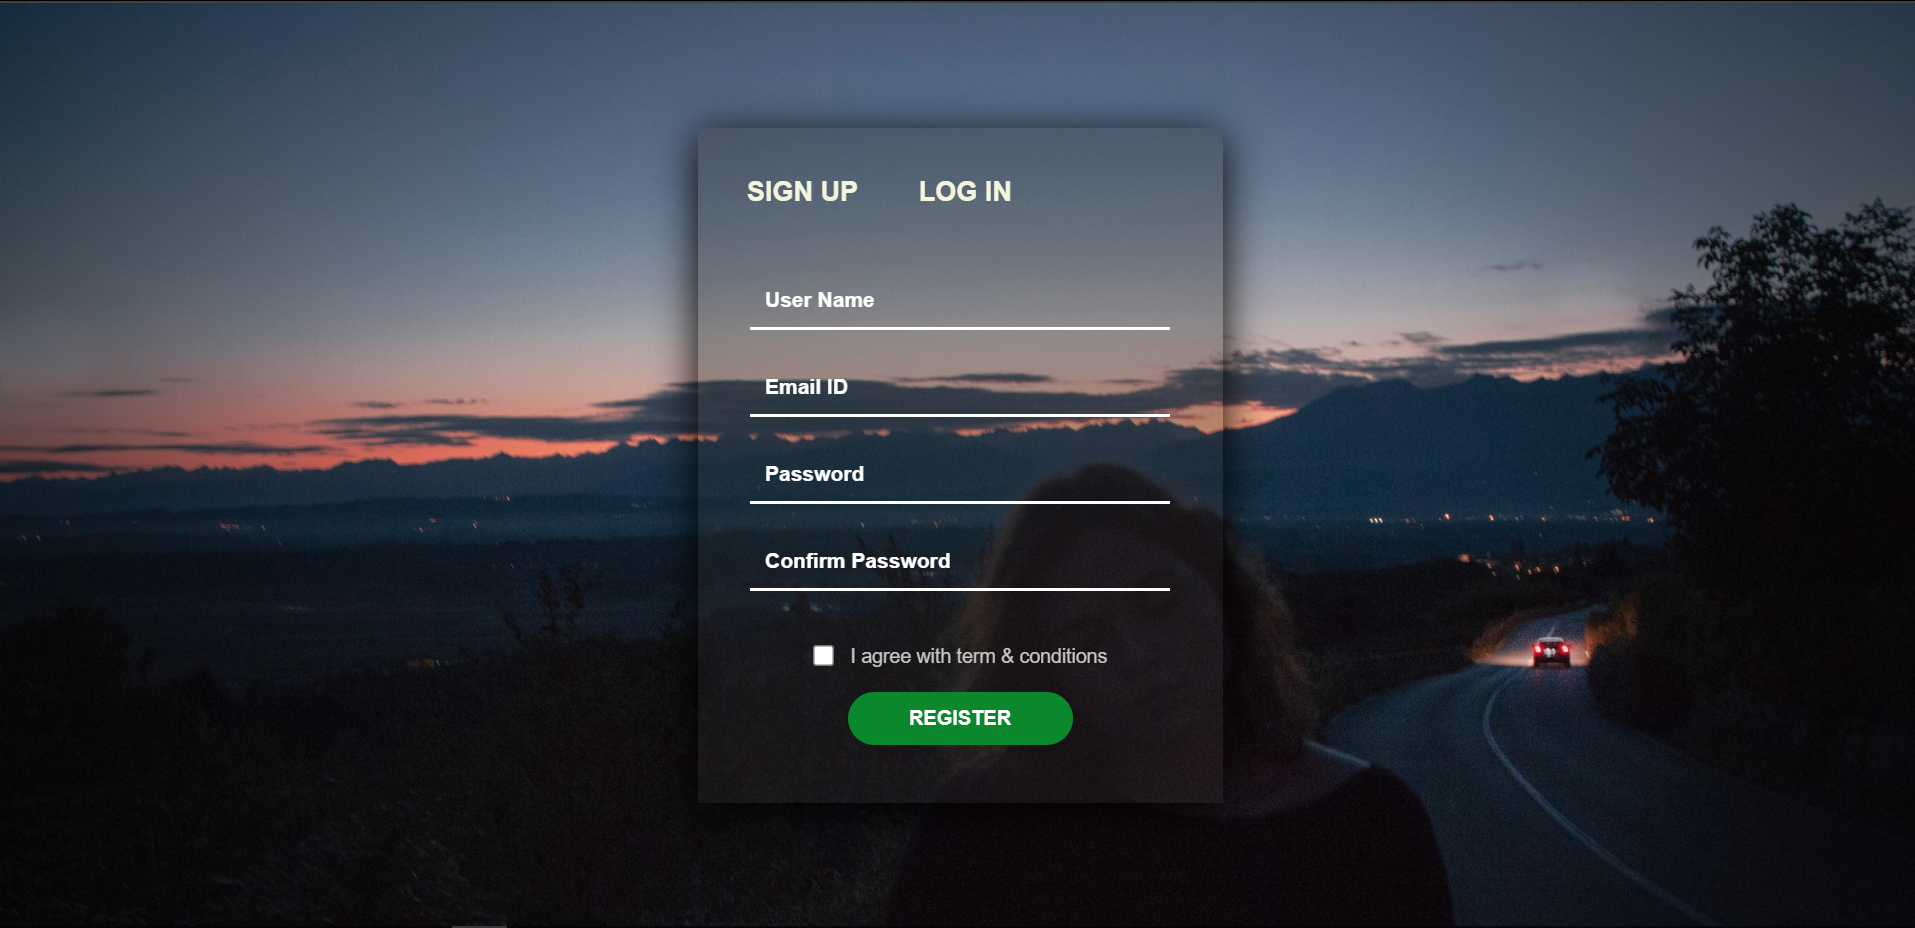 SIGN UP LOG IN
User Name
Email ID
Password
Confirm Password
I agree with term & conditions
REGISTER